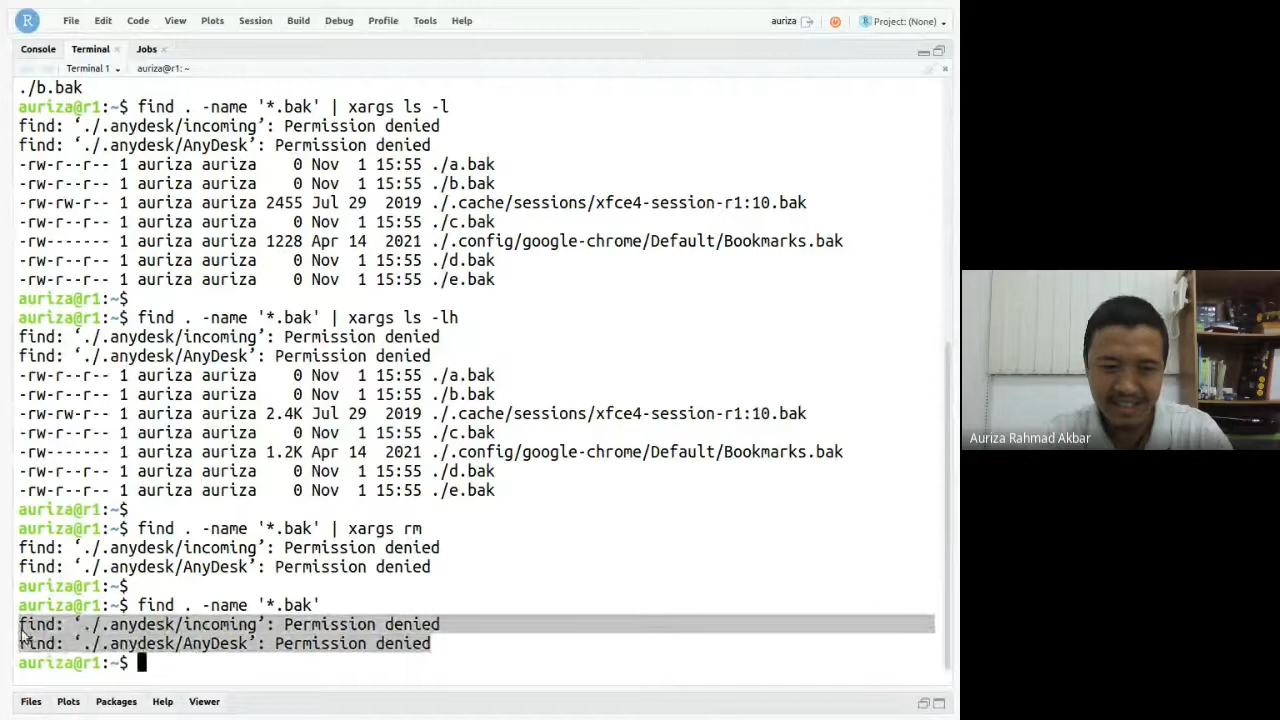 R File Edit Code View Plots Session Build Debug Profile Tools Help auriza Project: (None)
Console Terminal Jobs
Terminal 1 auriza@r1: ~
./b.bak
auriza@r1:~$ find . -name '*.bak' | xargs ls -l
find: ‘./.anydesk/incoming’: Permission denied
find: ‘./.anydesk/AnyDesk’: Permission denied
-rw-r--r-- 1 auriza auriza    0 Nov  1 15:55 ./a.bak
-rw-r--r-- 1 auriza auriza    0 Nov  1 15:55 ./b.bak
-rw-rw-r-- 1 auriza auriza 2455 Jul 29  2019 ./.cache/sessions/xfce4-session-r1:10.bak
-rw-r--r-- 1 auriza auriza    0 Nov  1 15:55 ./c.bak
-rw------- 1 auriza auriza 1228 Apr 14  2021 ./.config/google-chrome/Default/Bookmarks.bak
-rw-r--r-- 1 auriza auriza    0 Nov  1 15:55 ./d.bak
-rw-r--r-- 1 auriza auriza    0 Nov  1 15:55 ./e.bak
auriza@r1:~$
auriza@r1:~$ find . -name '*.bak' | xargs ls -lh
find: ‘./.anydesk/incoming’: Permission denied
find: ‘./.anydesk/AnyDesk’: Permission denied
-rw-r--r-- 1 auriza auriza    0 Nov  1 15:55 ./a.bak
-rw-r--r-- 1 auriza auriza    0 Nov  1 15:55 ./b.bak
-rw-rw-r-- 1 auriza auriza 2.4K Jul 29  2019 ./.cache/sessions/xfce4-session-r1:10.bak
-rw-r--r-- 1 auriza auriza    0 Nov  1 15:55 ./c.bak
-rw------- 1 auriza auriza 1.2K Apr 14  2021 ./.config/google-chrome/Default/Bookmarks.bak
-rw-r--r-- 1 auriza auriza    0 Nov  1 15:55 ./d.bak
-rw-r--r-- 1 auriza auriza    0 Nov  1 15:55 ./e.bak
auriza@r1:~$
auriza@r1:~$ find . -name '*.bak' | xargs rm
find: ‘./.anydesk/incoming’: Permission denied
find: ‘./.anydesk/AnyDesk’: Permission denied
auriza@r1:~$
auriza@r1:~$ find . -name '*.bak'
find: ‘./.anydesk/incoming’: Permission denied
find: ‘./.anydesk/AnyDesk’: Permission denied
auriza@r1:~$
Files Plots Packages Help Viewer
Auriza Rahmad Akbar